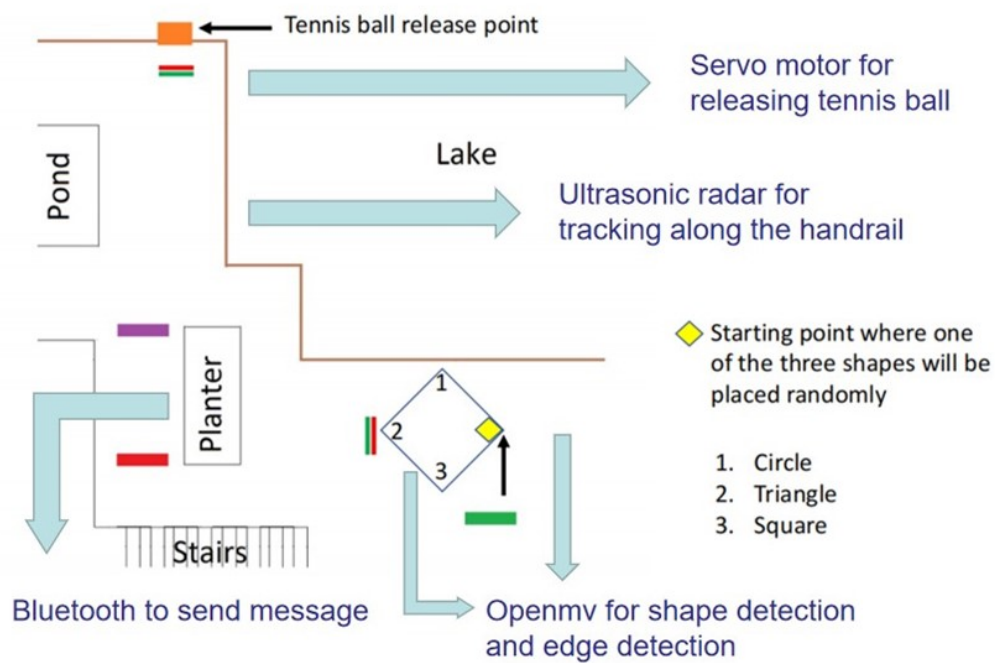 Tennis ball release point
Servo motor for
releasing tennis ball
Pond
Lake
Ultrasonic radar for
tracking along the handrail
Planter
Starting point where one
of the three shapes will be
placed randomly
1
2
3
1. Circle
2. Triangle
3. Square
Stairs
Bluetooth to send message
Openmv for shape detection
and edge detection